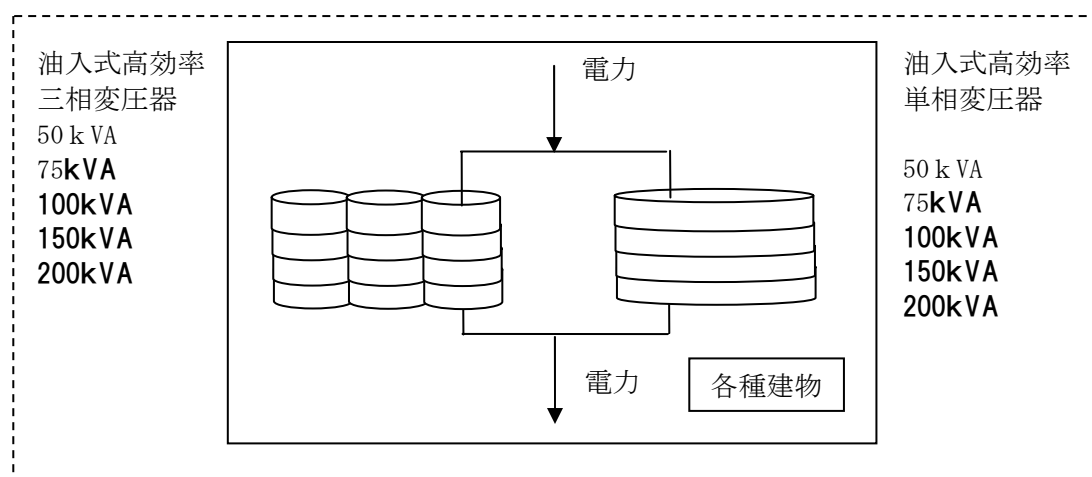 油入式高効率
三相変圧器
50ｋVA
75kVA
100kVA
150kVA
200kVA
電力
電力
各種建物
油入式高効率
単相変圧器
50ｋVA
75kVA
100kVA
150kVA
200kVA